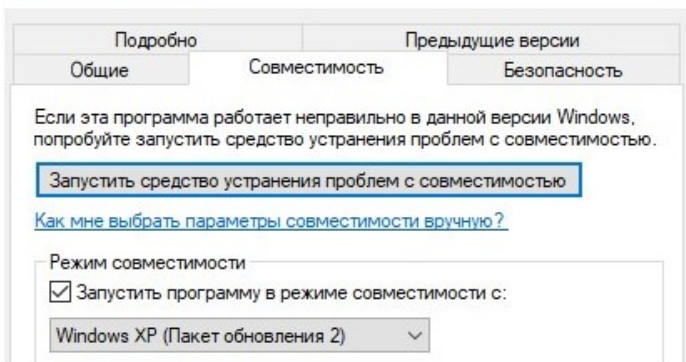 Подробно
Предыдущие версии
Общие
Совместимость
Безопасность
Если эта программа работает неправильно в данной версии Windows,
попробуйте запустить средство устранения проблем с совместимостью.
Запустить средство устранения проблем с совместимостью
Как мне выбрать параметры совместимости вручную?
Режим совместимости
Запустить программу в режиме совместимости с:
Windows XP (Пакет обновления 2)